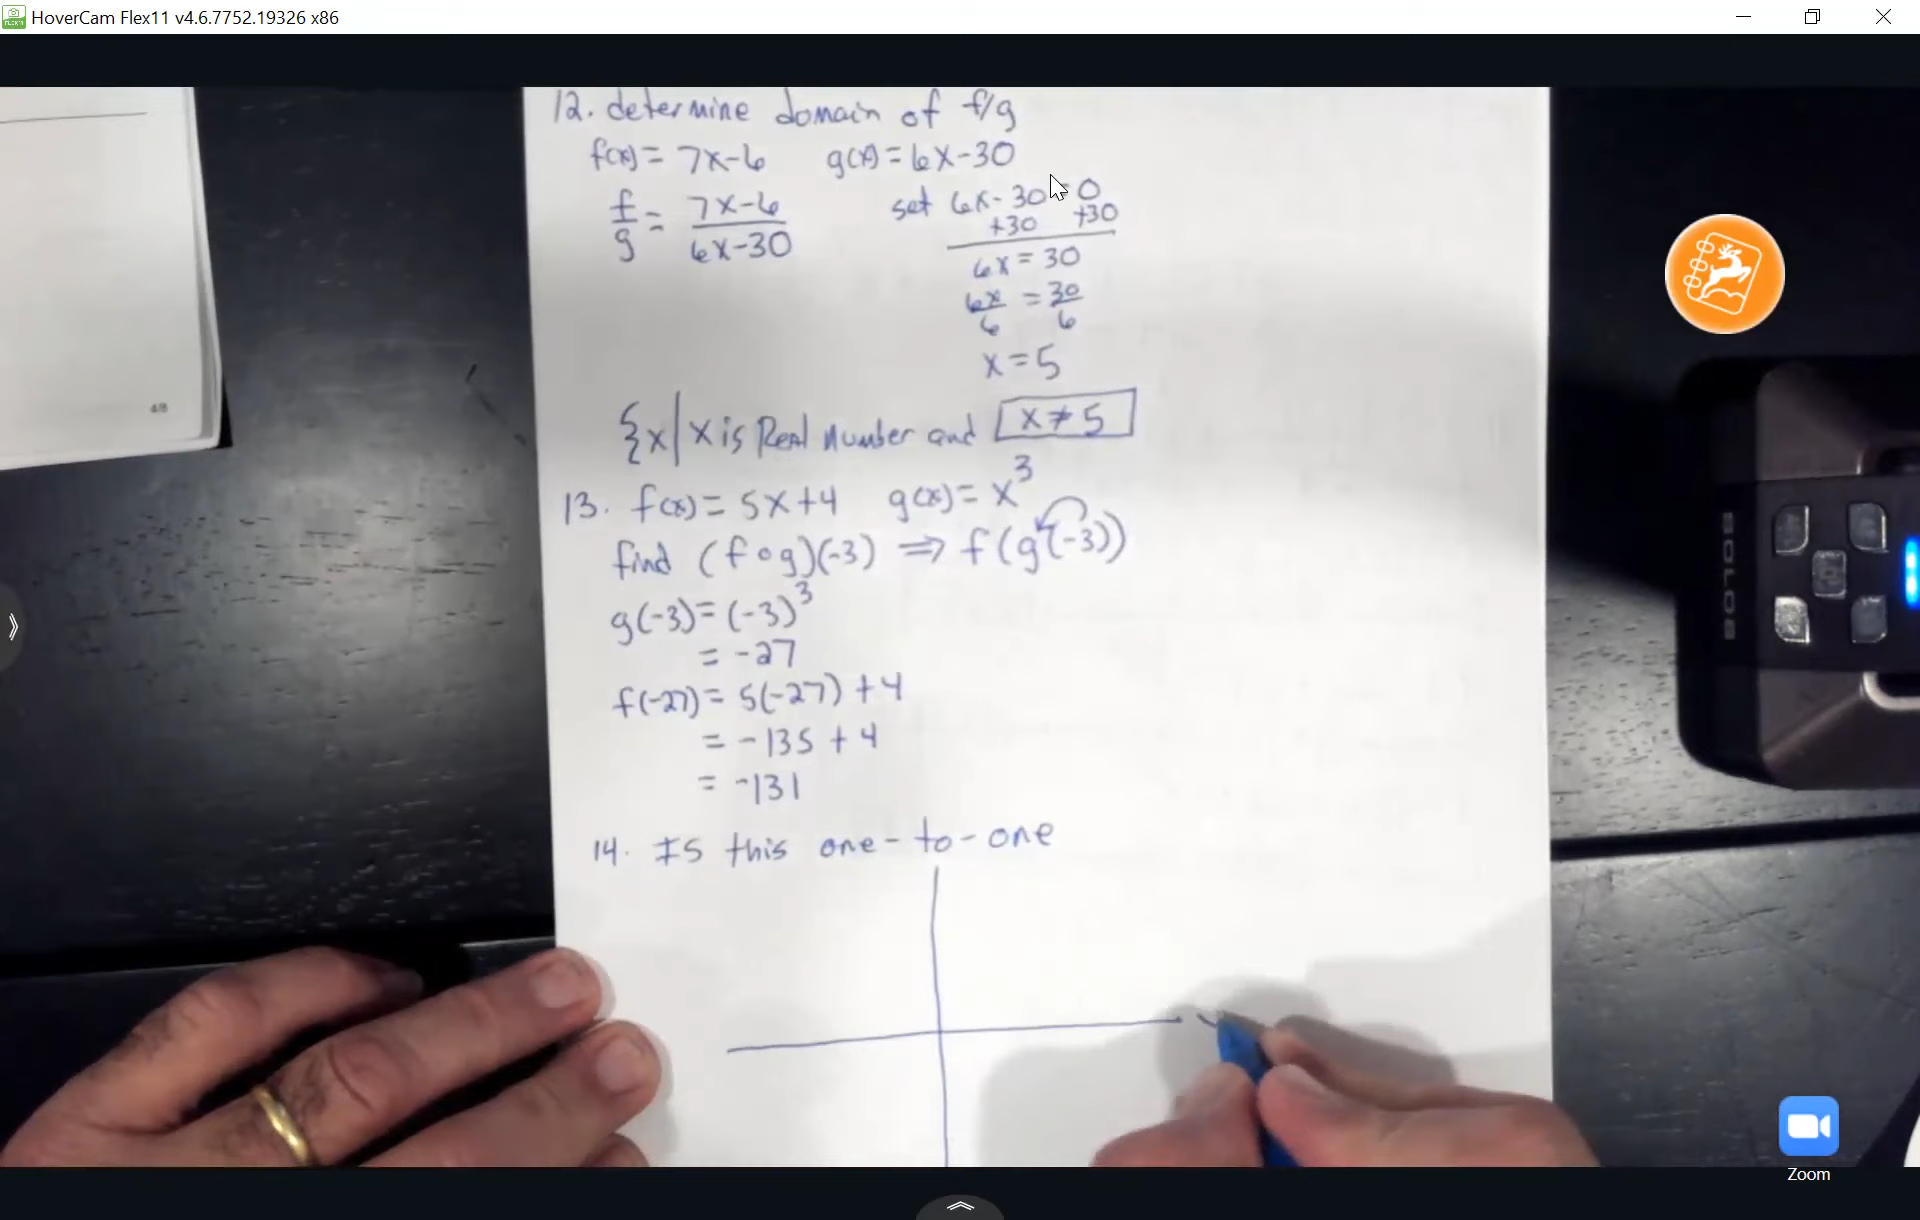 HoverCam Flex11 v4.6.7752.19326 x86
12. determine domain of f/g
f(x) = 7x-6 g(x) = 6x-30
f/g = (7x-6)/(6x-30)
set 6x-30 = 0
+30 +30
6x = 30
6x/6 = 30/6
x = 5
{x|x is Real Number and x ≠ 5
13. f(x) = 5x+4 g(x) = x³
find (f∘g)(-3) ⇒ f(g(-3))
g(-3) = (-3)³
= -27
f(-27) = 5(-27) + 4
= -135 + 4
= -131
14. Is this one-to-one
48
SOLO8
Zoom